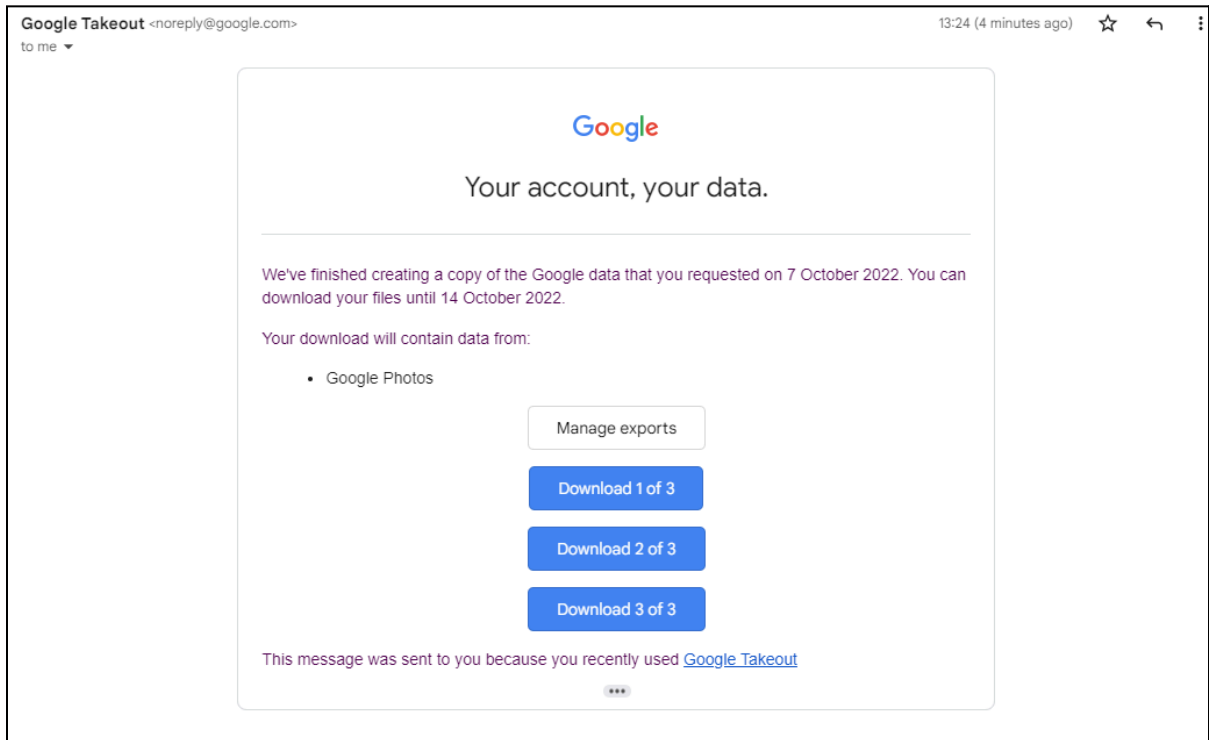 Google Takeout <noreply@google.com> 13:24 (4 minutes ago)
to me
Google
Your account, your data.
We've finished creating a copy of the Google data that you requested on 7 October 2022. You can
download your files until 14 October 2022.
Your download will contain data from:
• Google Photos
Manage exports
Download 1 of 3
Download 2 of 3
Download 3 of 3
This message was sent to you because you recently used Google Takeout